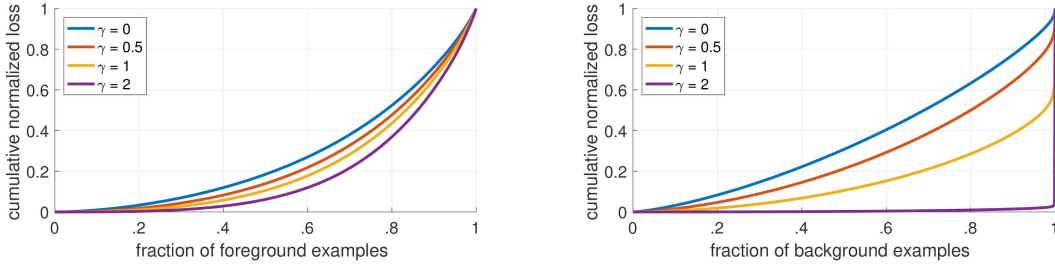 cumulative normalized loss
1
0.8
0.6
0.4
0.2
0
γ = 0
γ = 0.5
γ = 1
γ = 2
0 .2 .4 .6 .8 1
fraction of foreground examples
cumulative normalized loss
1
0.8
0.6
0.4
0.2
0
γ = 0
γ = 0.5
γ = 1
γ = 2
0 .2 .4 .6 .8 1
fraction of background examples